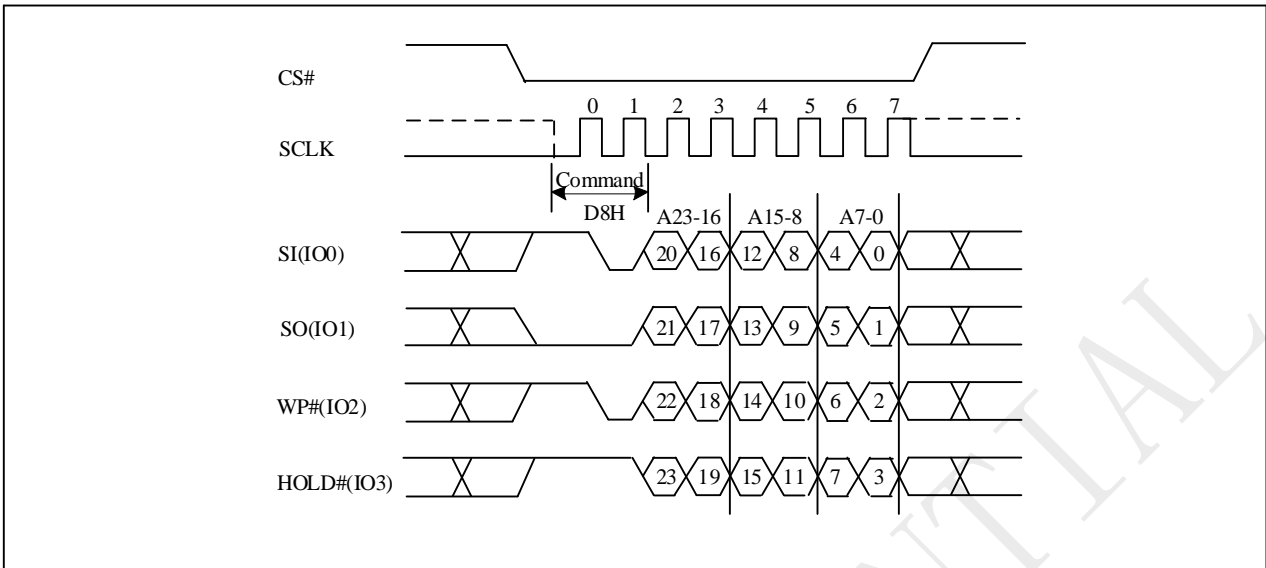 CS#
0 1 2 3 4 5 6 7
SCLK
Command
D8H
A23-16 A15-8 A7-0
SI(IO0) 20 16 12 8 4 0
SO(IO1) 21 17 13 9 5 1
WP#(IO2) 22 18 14 10 6 2
HOLD#(IO3) 23 19 15 11 7 3
NTIAL